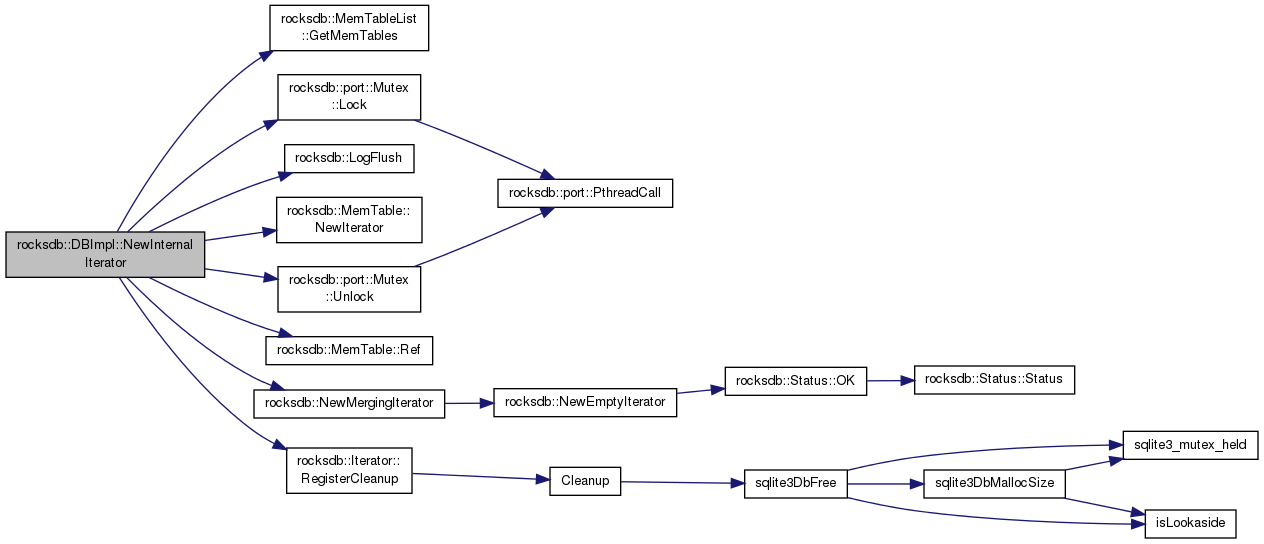 rocksdb::MemTableList
::GetMemTables
rocksdb::port::Mutex
::Lock
rocksdb::LogFlush
rocksdb::port::PthreadCall
rocksdb::MemTable::
NewIterator
rocksdb::DBImpl::NewInternal
Iterator
rocksdb::port::Mutex
::Unlock
rocksdb::MemTable::Ref
rocksdb::NewMergingIterator
rocksdb::NewEmptyIterator
rocksdb::Status::OK
rocksdb::Status::Status
rocksdb::Iterator::
RegisterCleanup
Cleanup
sqlite3DbFree
sqlite3DbMallocSize
sqlite3_mutex_held
isLookaside